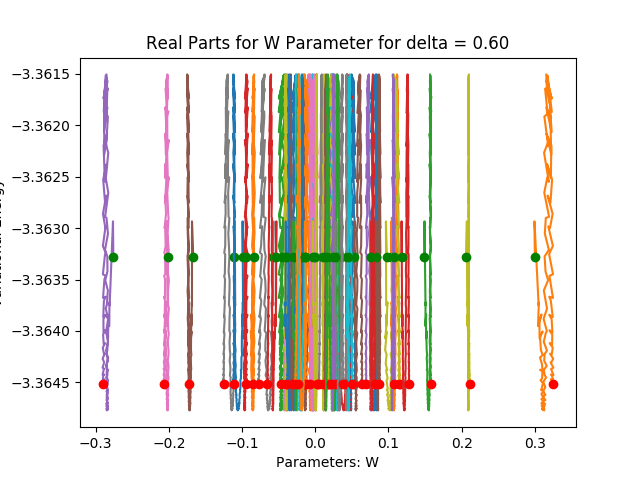 Real Parts for W Parameter for delta = 0.60
−3.3615
−3.3620
−3.3625
−3.3630
−3.3635
−3.3640
−3.3645
−0.3 −0.2 −0.1 0.0 0.1 0.2 0.3
Parameters: W